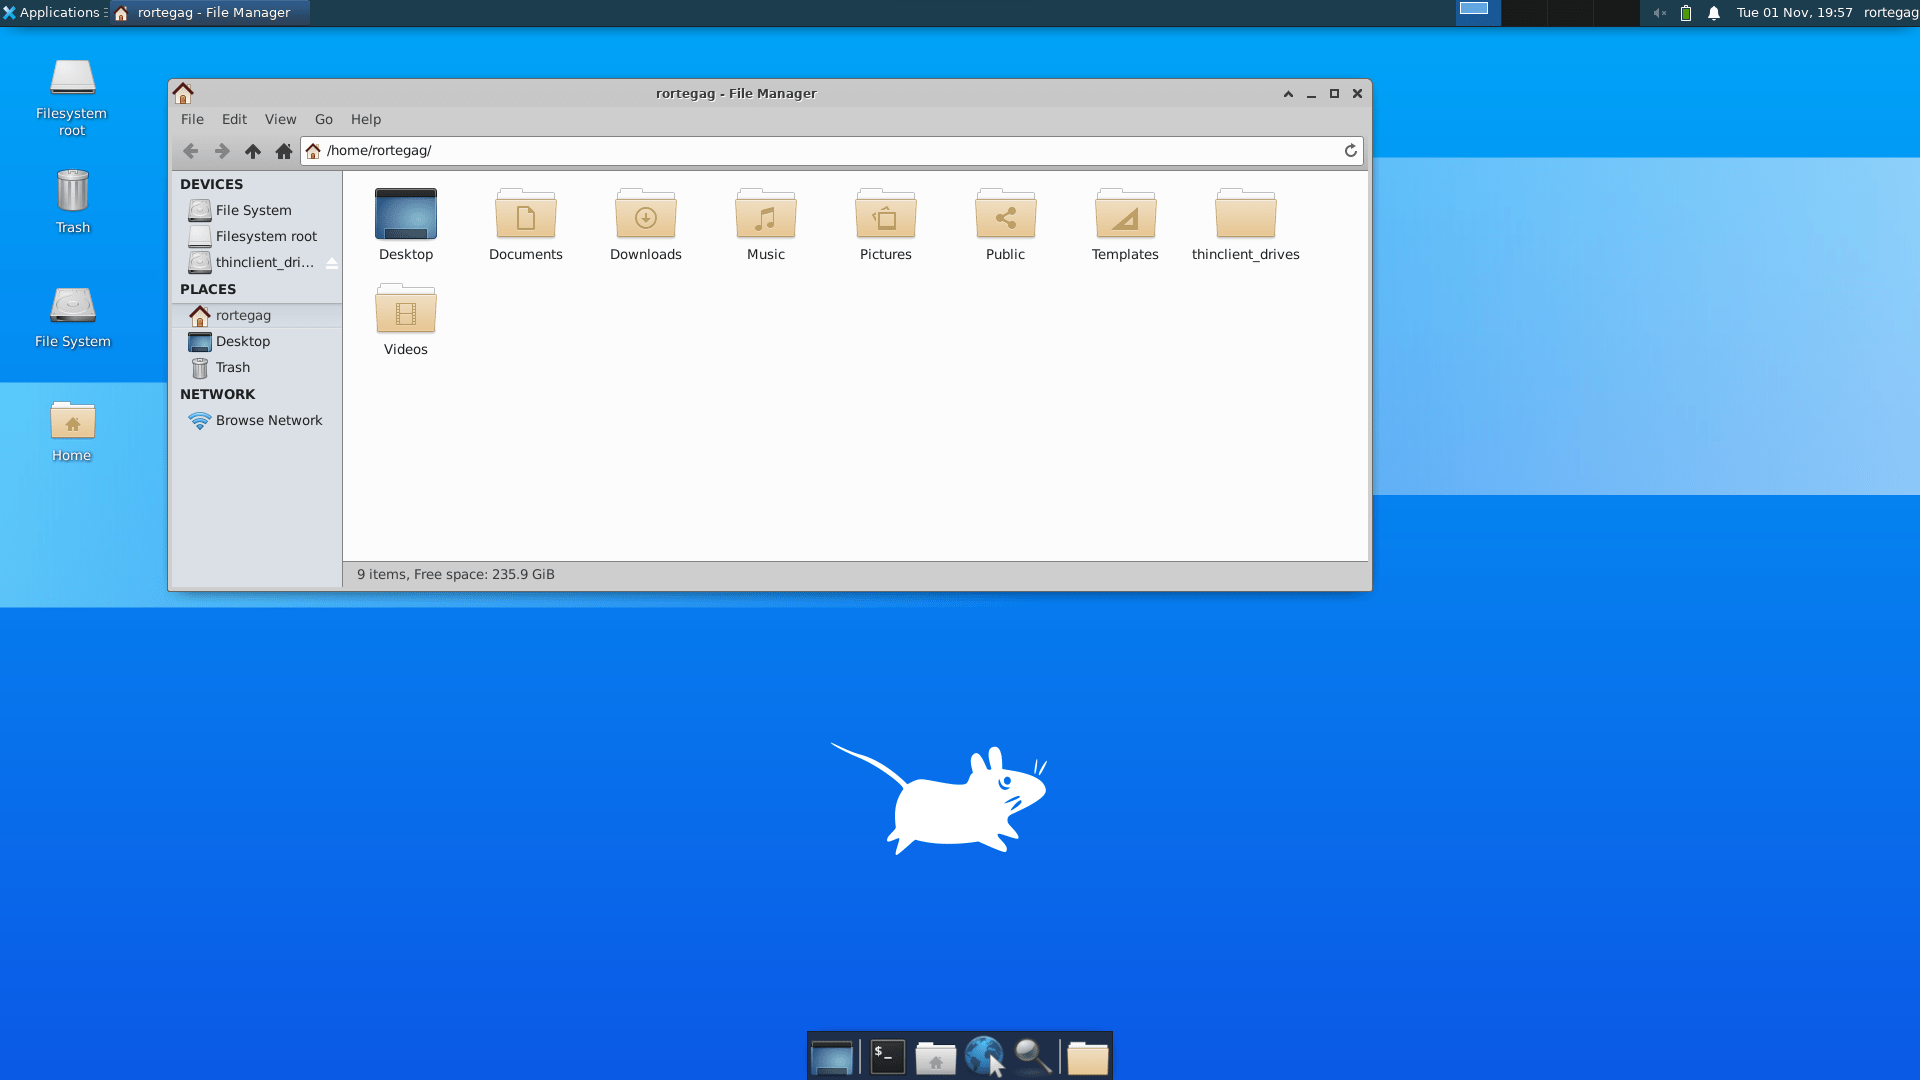 Applications
rortegag - File Manager
Tue 01 Nov, 19:57
rortegag
Filesystem
root
Trash
File System
Home
rortegag - File Manager
File Edit View Go Help
/home/rortegag/
DEVICES
File System
Filesystem root
thinclient_dri...
PLACES
rortegag
Desktop
Trash
NETWORK
Browse Network
Desktop
Documents
Downloads
Music
Pictures
Public
Templates
thinclient_drives
Videos
9 items, Free space: 235.9 GiB
$_